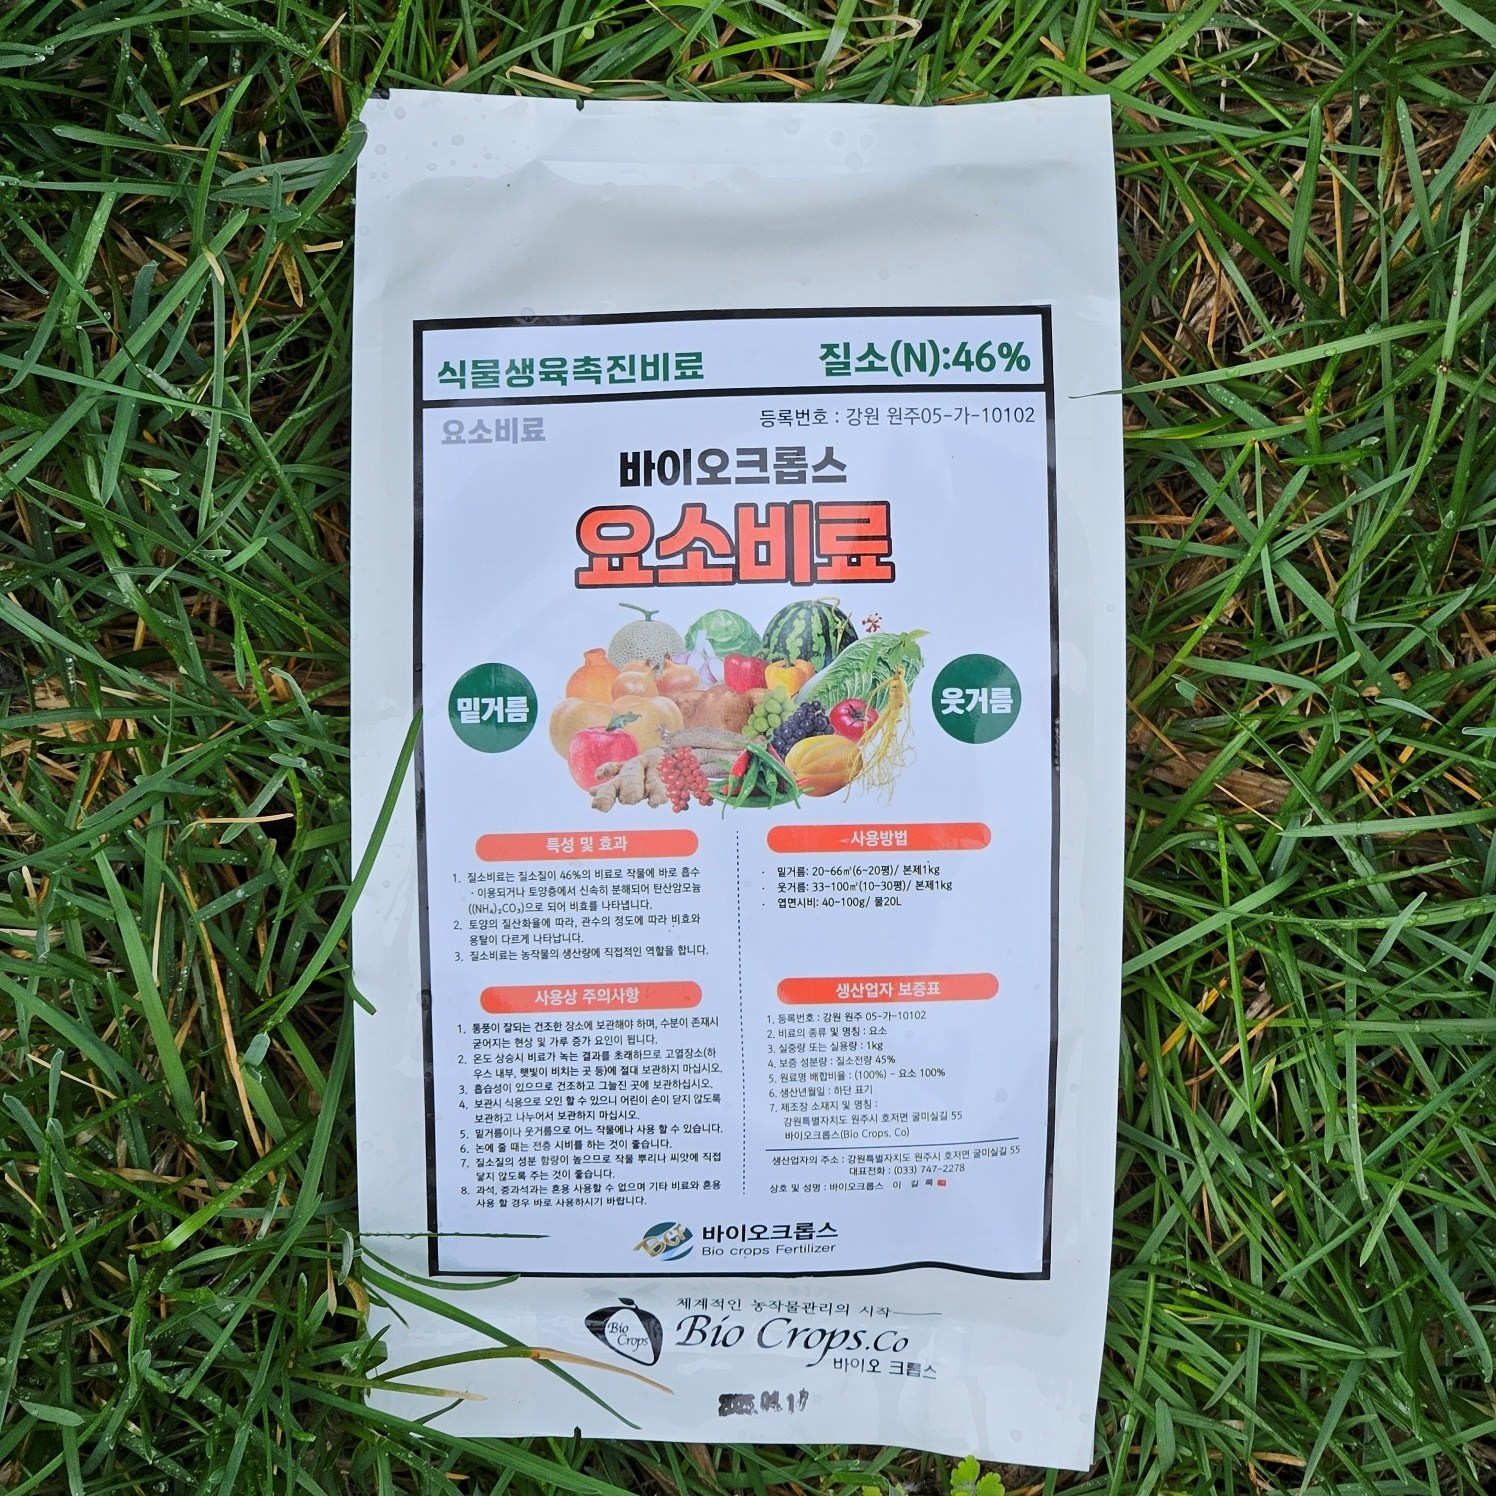 식물생육촉진비료
질소(N):46%
요소비료
등록번호 : 강원 원주05-가-10102
바이오크롭스
요소비료
밑거름
웃거름
특성 및 효과
1. 질소비료는 질소질이 46%의 비료로 작물에 바로 흡수
· 이용되거나 토양층에서 신속히 분해되어 탄산암모늄
((NH₄)₂CO₃)으로 되어 비효를 나타냅니다.
2. 토양의 질산화율에 따라, 관수의 정도에 따라 비효와
용탈이 다르게 나타납니다.
3. 질소비료는 농작물의 생산량에 직접적인 역할을 합니다.
사용방법
· 밑거름: 20~66㎡(6~20평)/ 본제1kg
· 웃거름: 33~100㎡(10~30평)/ 본제1kg
· 엽면시비: 40~100g/ 물20L
사용상 주의사항
1. 통풍이 잘되는 건조한 장소에 보관해야 하며, 수분이 존재시
굳어지는 현상 및 가루 증가 요인이 됩니다.
2. 온도 상승시 비료가 녹는 결과를 초래하므로 고열장소(하
우스 내부, 햇빛이 비치는 곳 등)에 절대 보관하지 마십시오.
3. 흡습성이 있으므로 건조하고 그늘진 곳에 보관하십시오.
4. 보관시 식용으로 오인 할 수 있으니 어린이 손이 닫지 않도록
보관하고 나누어서 보관하지 마십시오.
5. 밑거름이나 웃거름으로 어느 작물에나 사용 할 수 있습니다.
6. 논에 줄 때는 전층 시비를 하는 것이 좋습니다.
7. 질소질의 성분 함량이 높으므로 작물 뿌리나 씨앗에 직접
닿지 않도록 주는 것이 좋습니다.
8. 과석, 중과석과는 혼용 사용할 수 없으며 기타 비료와 혼용
사용 할 경우 바로 사용하시기 바랍니다.
생산업자 보증표
1. 등록번호 : 강원 원주 05-가-10102
2. 비료의 종류 및 명칭 : 요소
3. 실중량 또는 실용량 : 1kg
4. 보증 성분량 : 질소전량 45%
5. 원료명 배합비율 : (100%) - 요소 100%
6. 생산년월일 : 하단 표기
7. 제조장 소재지 및 명칭 :
강원특별자치도 원주시 호저면 굴미실길 55
바이오크롭스(Bio Crops, Co)
생산업자의 주소 : 강원특별자치도 원주시 호저면 굴미실길 55
대표전화 : (033) 747-2278
상호 및 성명 : 바이오크롭스 이 길 록
BCF
바이오크롭스
Bio crops Fertilizer
Bio
Crops
체계적인 농작물관리의 시작
Bio Crops.Co
바이오 크롭스
2025.04.17